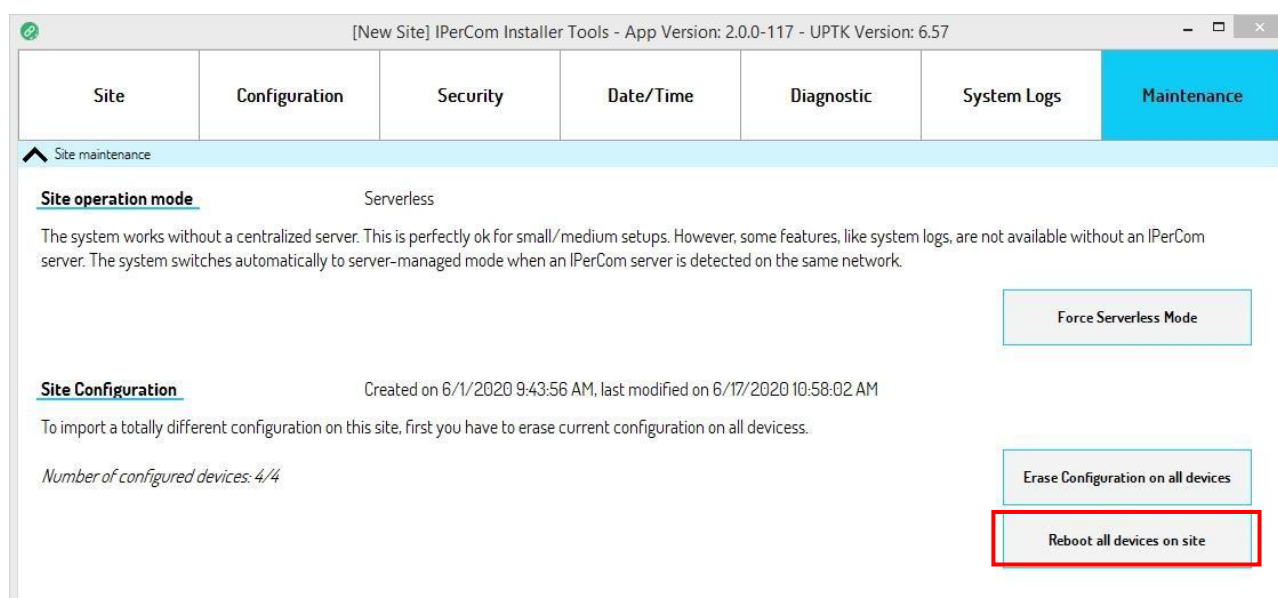 [New Site] IPerCom Installer Tools - App Version: 2.0.0-117 - UPTK Version: 6.57
Site
Configuration
Security
Date/Time
Diagnostic
System Logs
Maintenance
Site maintenance
Site operation mode
Serverless
The system works without a centralized server. This is perfectly ok for small/medium setups. However, some features, like system logs, are not available without an IPerCom
server. The system switches automatically to server-managed mode when an IPerCom server is detected on the same network.
Force Serverless Mode
Site Configuration
Created on 6/1/2020 9:43:56 AM, last modified on 6/17/2020 10:58:02 AM
To import a totally different configuration on this site, first you have to erase current configuration on all devicess.
Number of configured devices: 4/4
Erase Configuration on all devices
Reboot all devices on site